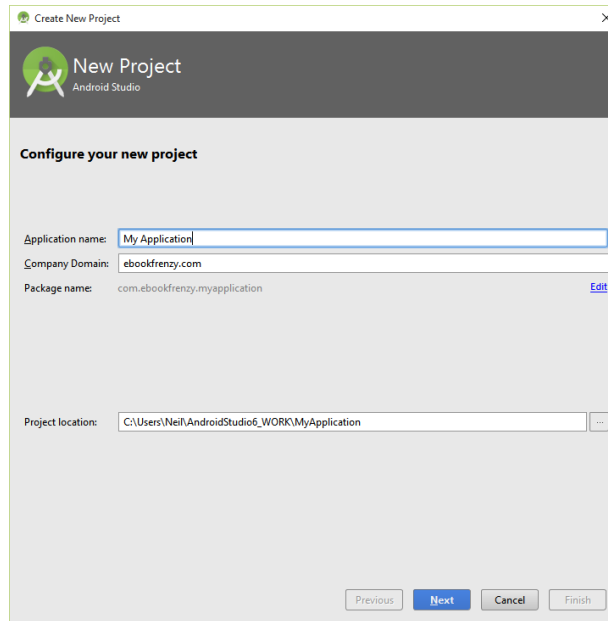 Create New Project
New Project
Android Studio
Configure your new project
Application name: My Application
Company Domain: ebookfrenzy.com
Package name: com.ebookfrenzy.myapplication Edit
Project location: C:\Users\Neil\AndroidStudio6_WORK\MyApplication ...
Previous Next Cancel Finish